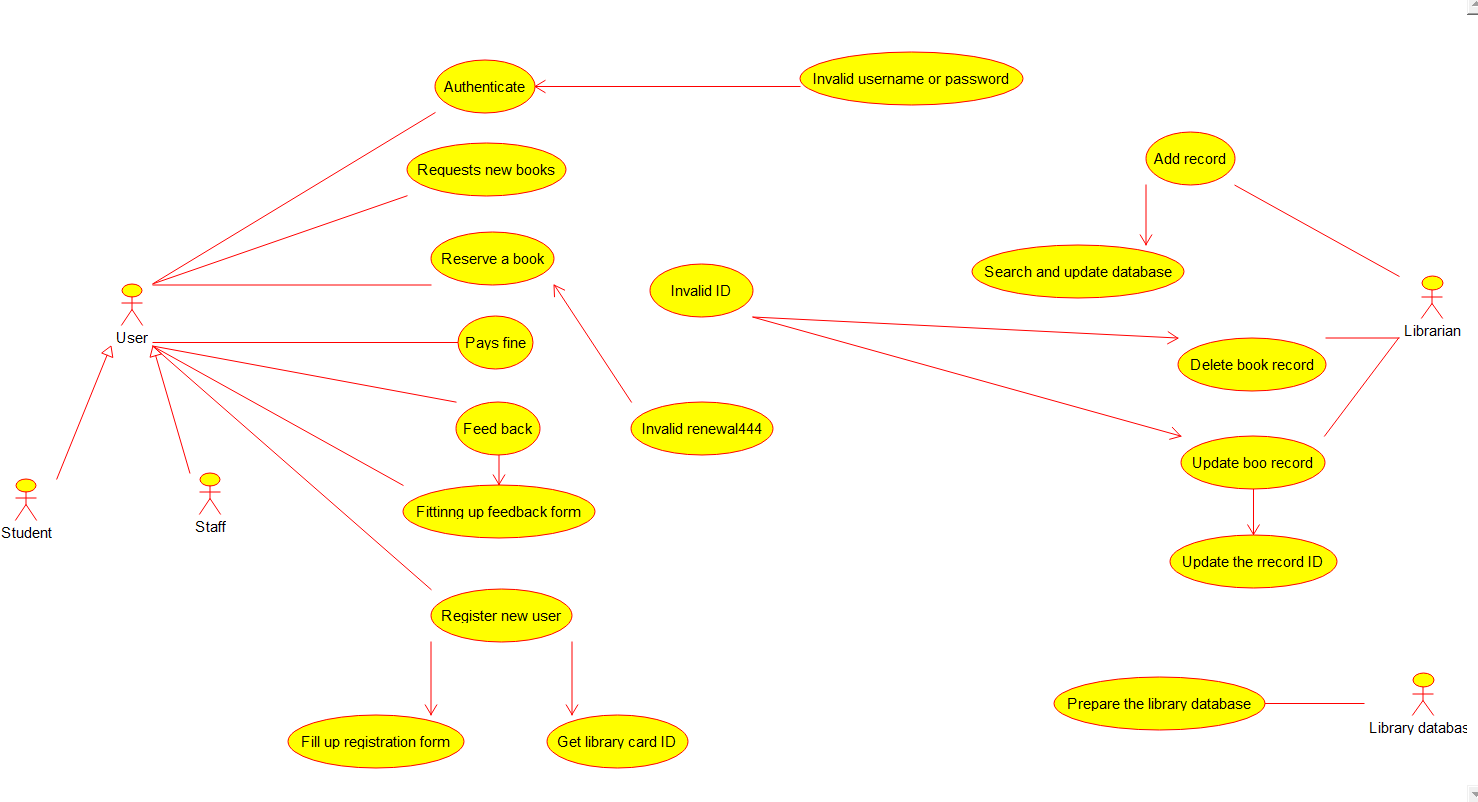 Authenticate
Invalid username or password
Requests new books
Add record
Reserve a book
Search and update database
Invalid ID
User
Librarian
Pays fine
Delete book record
Feed back
Invalid renewal444
Update boo record
Student
Staff
Fittinng up feedback form
Update the rrecord ID
Register new user
Prepare the library database
Library databas
Fill up registration form
Get library card ID